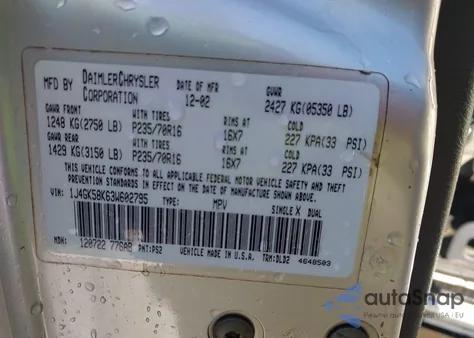 MFD BY DAIMLERCHRYSLER CORPORATION DATE OF MFR 12-02 GVWR 2427 KG(05350 LB)
GAWR FRONT WITH TIRES RIMS AT COLD
1248 KG(2750 LB) P235/70R16 16X7 227 KPA(33 PSI)
GAWR REAR WITH TIRES RIMS AT COLD
1429 KG(3150 LB) P235/70R16 16X7 227 KPA(33 PSI)
THIS VEHICLE CONFORMS TO ALL APPLICABLE FEDERAL MOTOR VEHICLE SAFETY AND THEFT
PREVENTION STANDARDS IN EFFECT ON THE DATE OF MANUFACTURE SHOWN ABOVE.
VIN: 1J4GK58K63W602795 TYPE: MPV SINGLE X DUAL
MDH: 120722 PNT:PS2 VEHICLE MADE IN U.S.A. TRM:DLD2 4648503
autoSnap